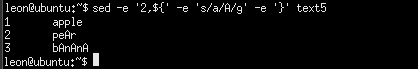 leon@ubuntu:~$ sed -e '2,${' -e 's/a/A/g' -e '}' text5
1 apple
2 peAr
3 bAnAnA
leon@ubuntu:~$